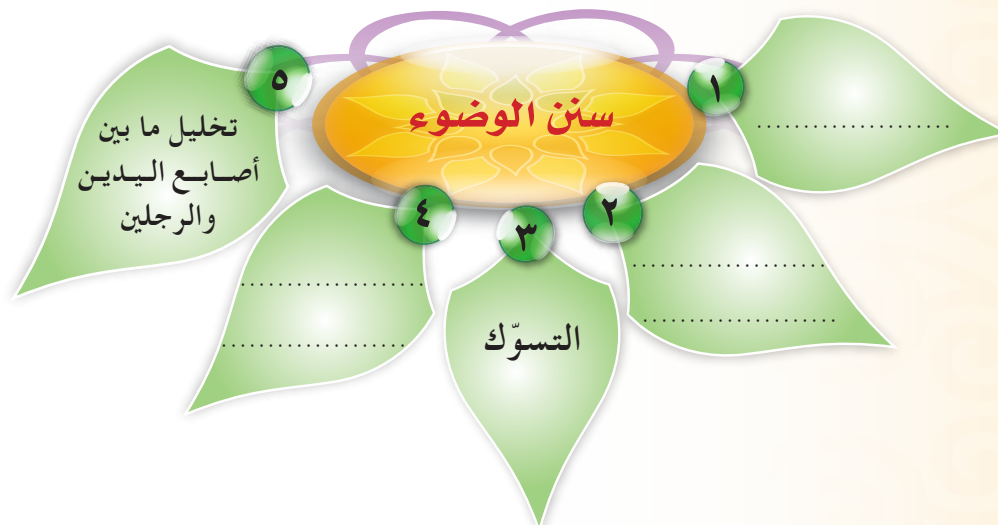 سنن الوضوء
١
....................
٢
....................
....................
٣
التسوّك
٤
....................
....................
٥
تخليل ما بين
أصابع اليدين
والرجلين